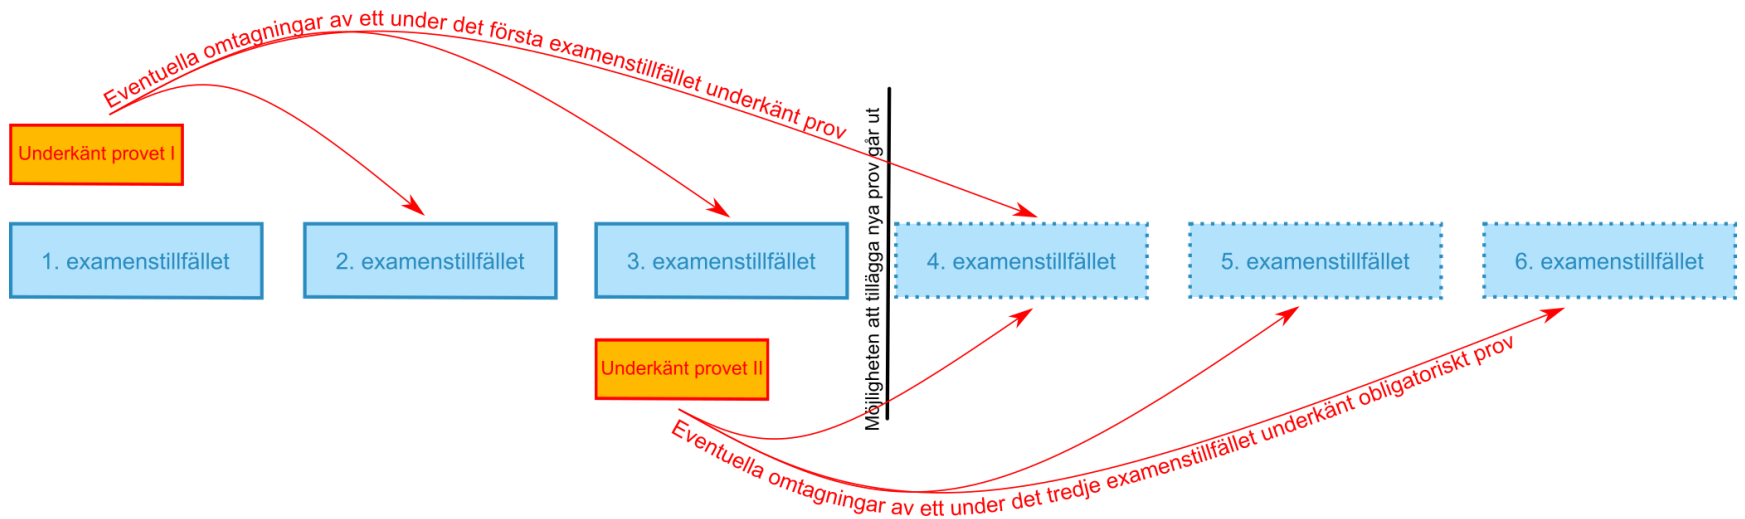 Eventuella omtagningar av ett under det första examenstillfället underkänt prov
Underkänt provet I
Möjligheten att tillägga nya prov går ut
1. examenstillfället
2. examenstillfället
3. examenstillfället
4. examenstillfället
5. examenstillfället
6. examenstillfället
Underkänt provet II
Eventuella omtagningar av ett under det tredje examenstillfället underkänt obligatoriskt prov